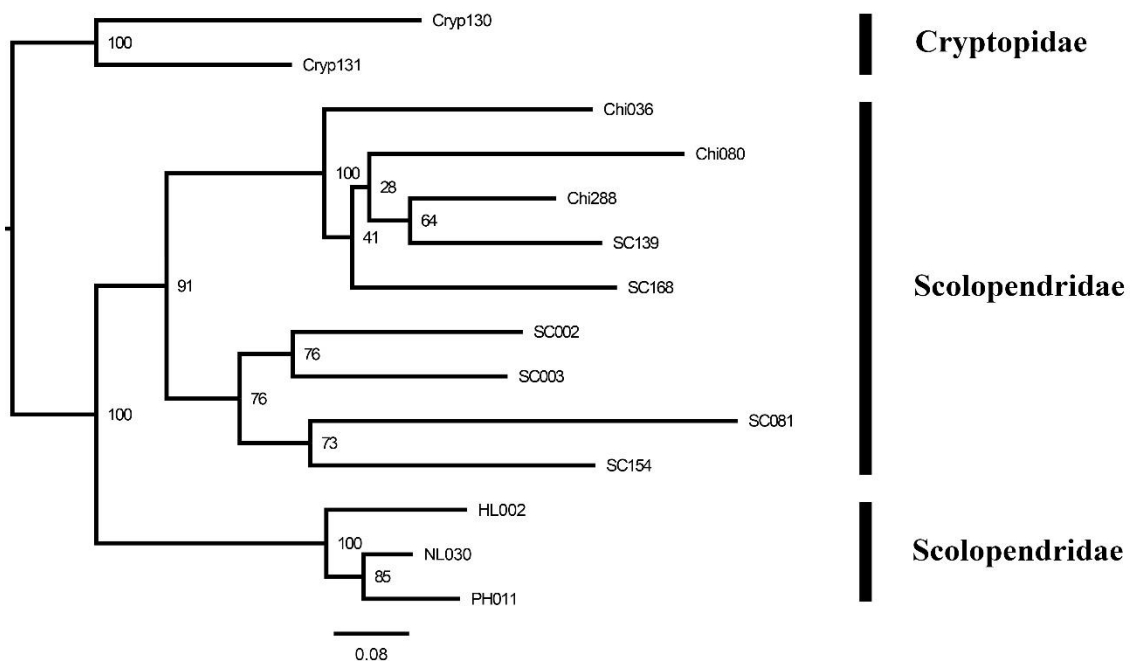 Cryp130
100
Cryptopidae
Cryp131
Chi036
Chi080
100
28
Chi288
64
41
SC139
91
SC168
Scolopendridae
SC002
76
SC003
76
100
SC081
73
SC154
HL002
100
NL030
Scolopendridae
85
PH011
0.08